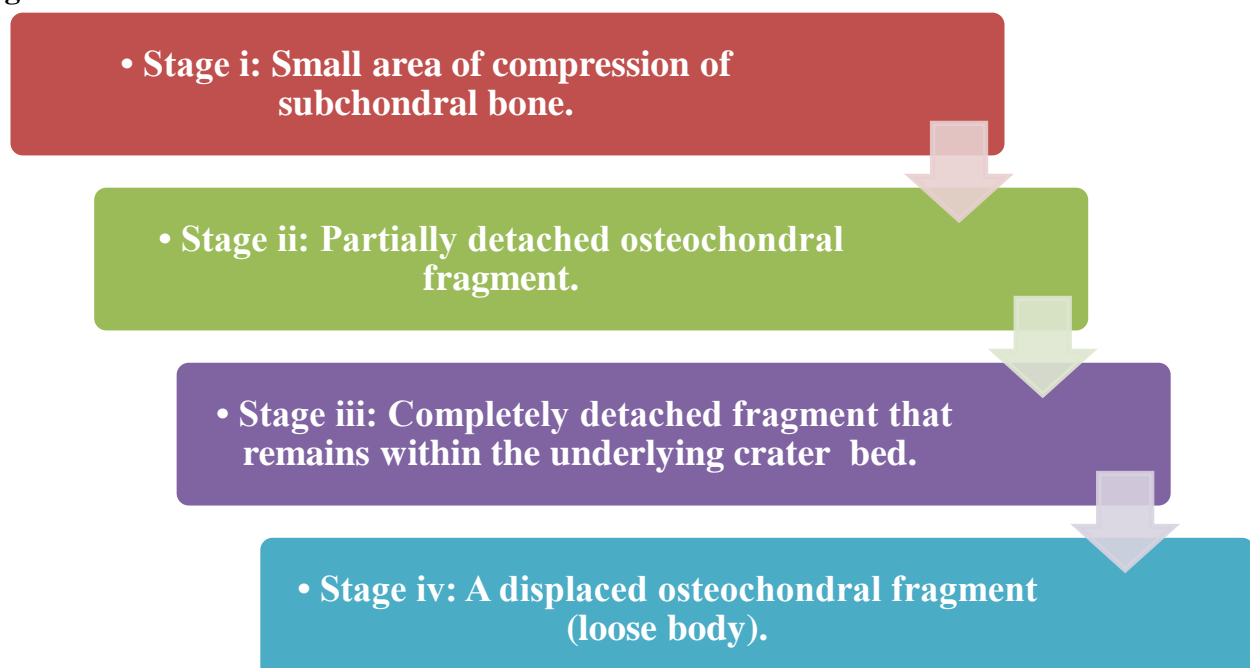 • Stage i: Small area of compression of
subchondral bone.
• Stage ii: Partially detached osteochondral
fragment.
• Stage iii: Completely detached fragment that
remains within the underlying crater bed.
• Stage iv: A displaced osteochondral fragment
(loose body).